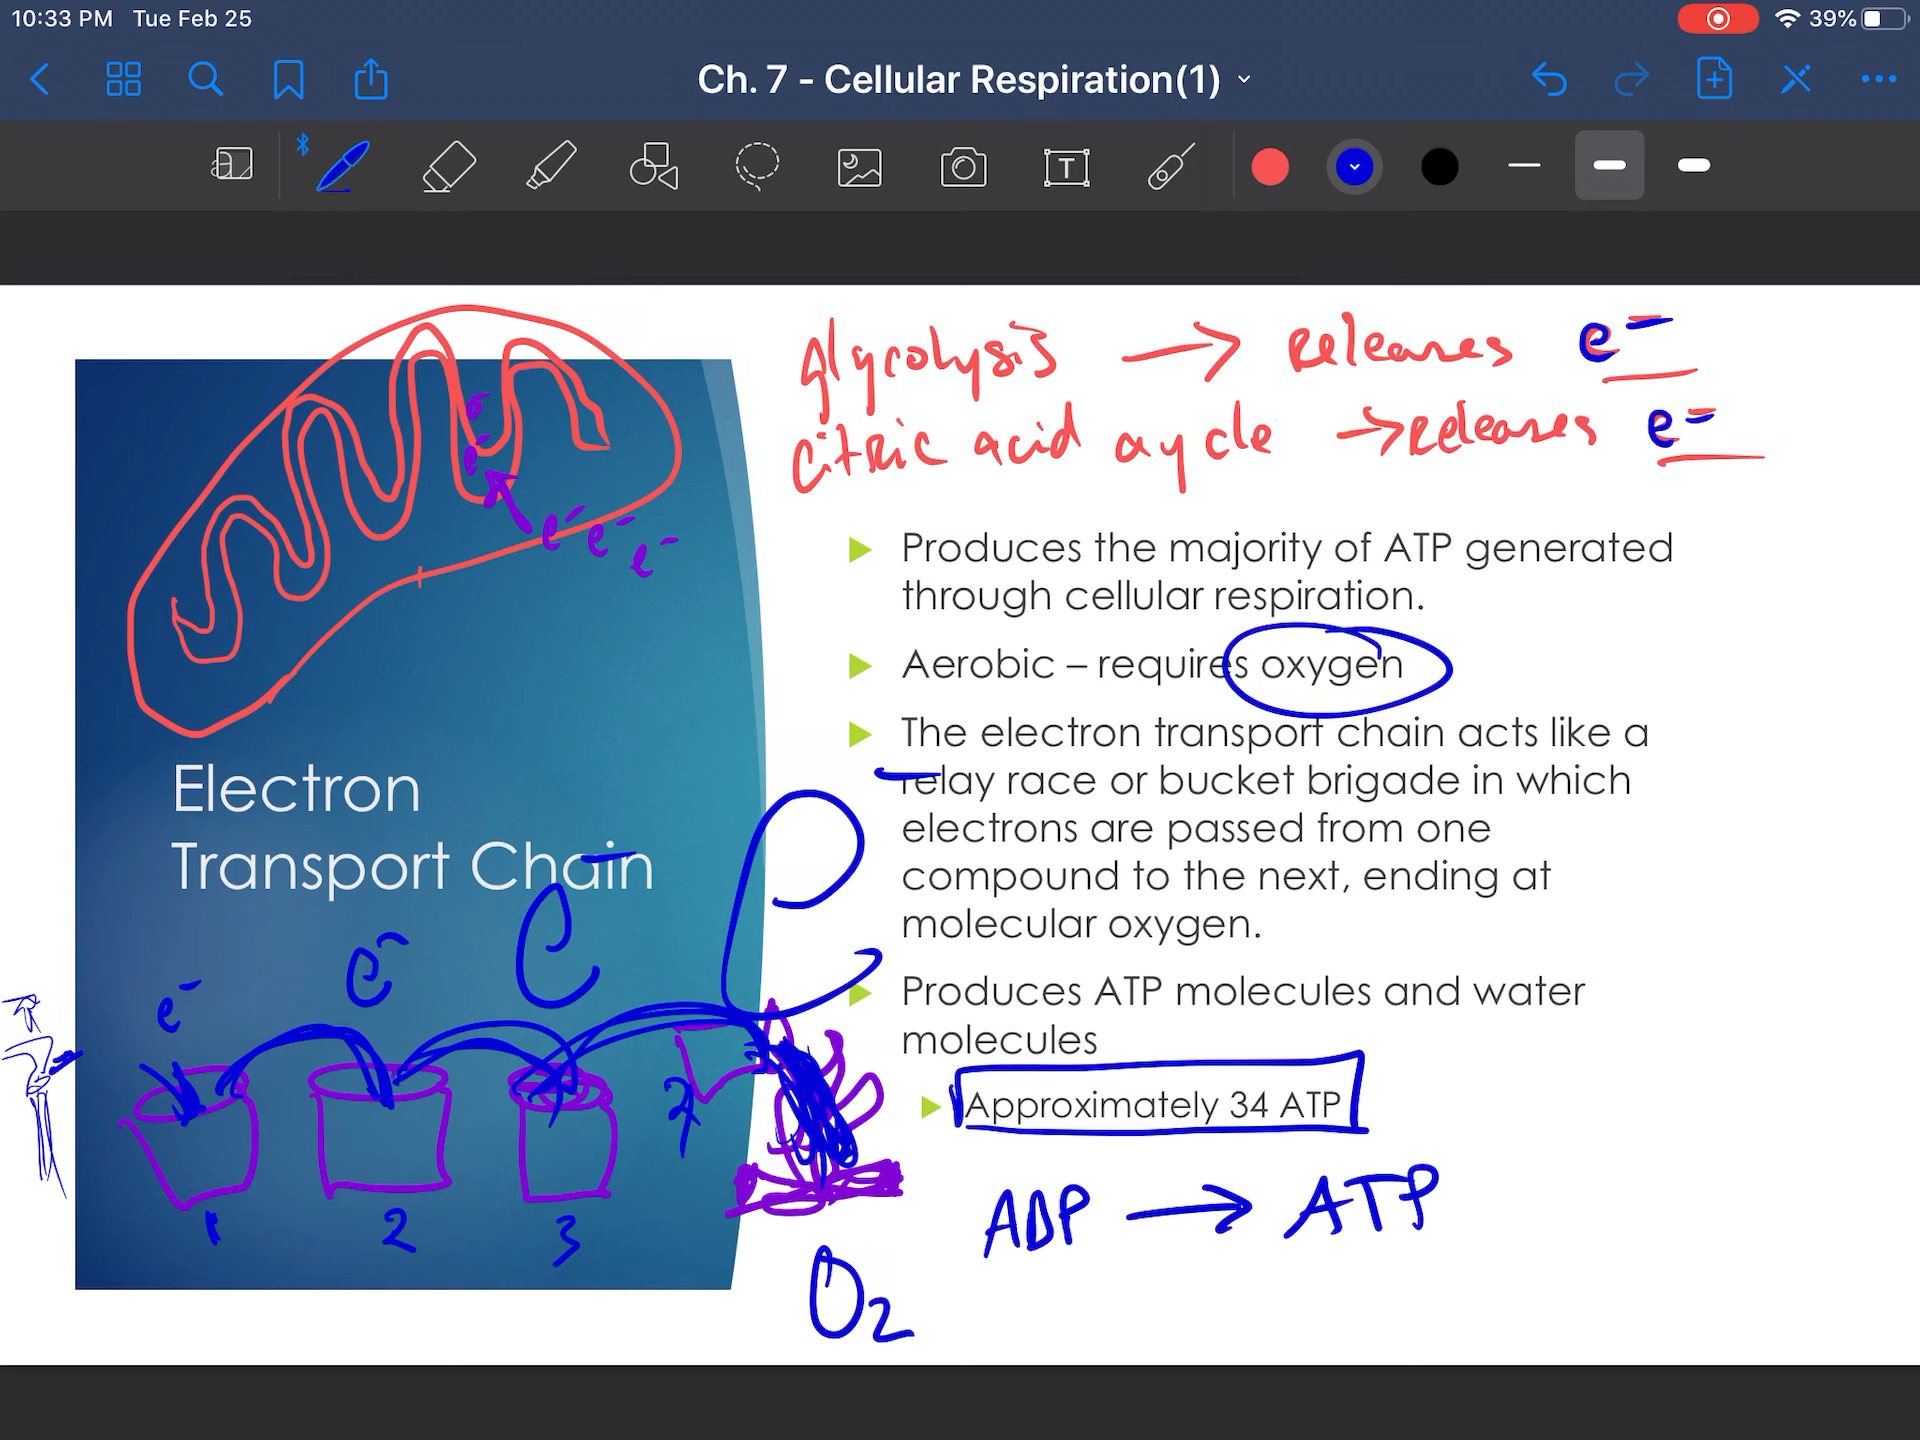 10:33 PM Tue Feb 25
39%
Ch. 7 - Cellular Respiration(1)
glycolysis → Releases e⁻
citric acid aycle → Releases e⁻
e⁻
e⁻
e⁻ e⁻ e⁻
Electron
Transport Chain
▶ Produces the majority of ATP generated
through cellular respiration.
▶ Aerobic – requires oxygen
▶ The electron transport chain acts like a
relay race or bucket brigade in which
electrons are passed from one
compound to the next, ending at
molecular oxygen.
▶ Produces ATP molecules and water
molecules
▶ Approximately 34 ATP
ADP → ATP
e⁻ e⁻ e⁻ e⁻
1 2 3
O₂